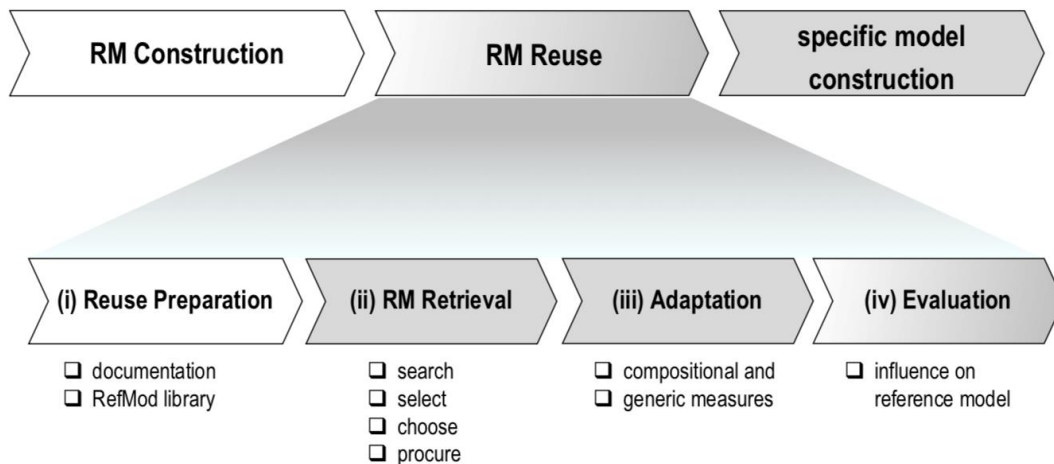 RM Construction
RM Reuse
specific model
construction
(i) Reuse Preparation
(ii) RM Retrieval
(iii) Adaptation
(iv) Evaluation
❑ documentation
❑ RefMod library
❑ search
❑ select
❑ choose
❑ procure
❑ compositional and
❑ generic measures
❑ influence on
reference model